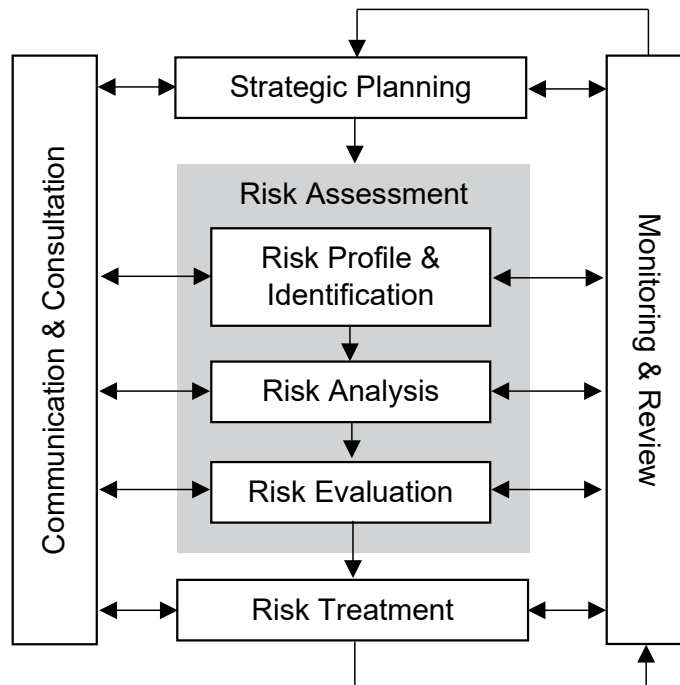 Communication & Consultation
Strategic Planning
Risk Assessment
Risk Profile &
Identification
Risk Analysis
Risk Evaluation
Risk Treatment
Monitoring & Review